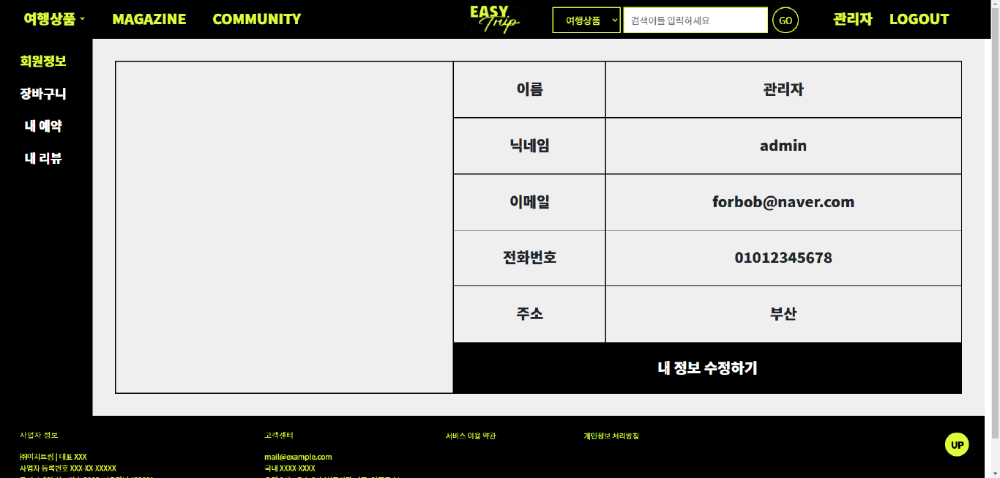 여행상품
MAGAZINE
COMMUNITY
EASY
Trip
여행상품
검색어를 입력하세요
GO
관리자
LOGOUT
회원정보
장바구니
내 예약
내 리뷰
이름 관리자
닉네임 admin
이메일 forbob@naver.com
전화번호 01012345678
주소 부산
내 정보 수정하기
사업자 정보
㈜이지트립 | 대표 XXX
사업자 등록번호 XXX-XX-XXXXX
고객센터
mail@example.com
국내 XXXX-XXXX
서비스 이용 약관
개인정보 처리방침
UP